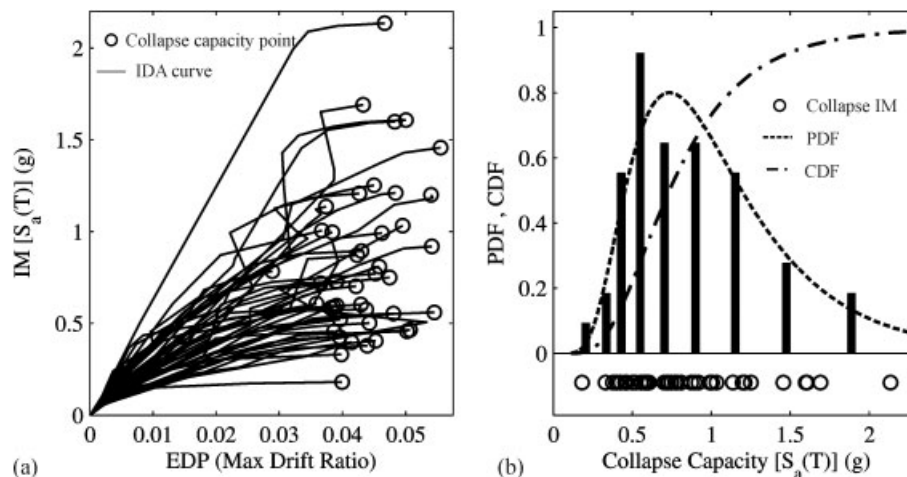 2
1.5
1
0.5
0
IM [S_a(T)] (g)
Collapse capacity point
IDA curve
0 0.01 0.02 0.03 0.04 0.05
(a) EDP (Max Drift Ratio)
1
0.8
0.6
0.4
0.2
0
PDF , CDF
Collapse IM
PDF
CDF
0 0.5 1 1.5 2
(b) Collapse Capacity [S_a(T)] (g)